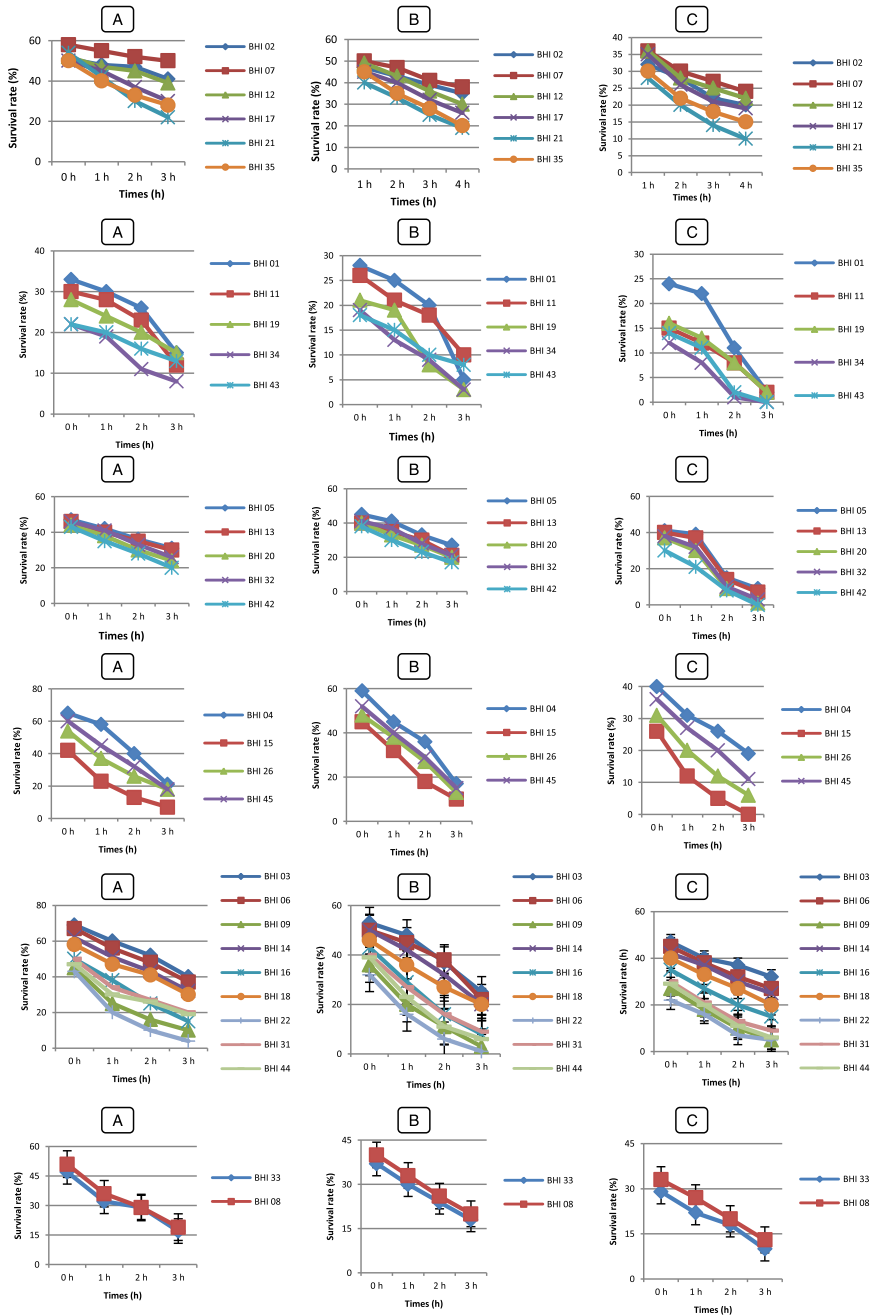 A
Survival rate (%)
60
40
20
0
0 h 1 h 2 h 3 h
Times (h)
BHI 02
BHI 07
BHI 12
BHI 17
BHI 21
BHI 35
B
Survival rate (%)
60
50
40
30
20
10
0
1 h 2 h 3 h 4 h
Times (h)
BHI 02
BHI 07
BHI 12
BHI 17
BHI 21
BHI 35
C
Survival rate (%)
40
35
30
25
20
15
10
5
0
1 h 2 h 3 h 4 h
Times (h)
BHI 02
BHI 07
BHI 12
BHI 17
BHI 21
BHI 35
A
Survival rate (%)
40
30
20
10
0
0 h 1 h 2 h 3 h
Times (h)
BHI 01
BHI 11
BHI 19
BHI 34
BHI 43
B
Survival rate (%)
30
25
20
15
10
5
0
0 h 1 h 2 h 3 h
Times (h)
BHI 01
BHI 11
BHI 19
BHI 34
BHI 43
C
Survival rate (%)
30
25
20
15
10
5
0
0 h 1 h 2 h 3 h
Times (h)
BHI 01
BHI 11
BHI 19
BHI 34
BHI 43
A
Survival rate (%)
60
40
20
0
0 h 1 h 2 h 3 h
Times (h)
BHI 05
BHI 13
BHI 20
BHI 32
BHI 42
B
Survival rate (%)
60
40
20
0
0 h 1 h 2 h 3 h
Times (h)
BHI 05
BHI 13
BHI 20
BHI 32
BHI 42
C
Survival rate (%)
60
40
20
0
0 h 1 h 2 h 3 h
Times (h)
BHI 05
BHI 13
BHI 20
BHI 32
BHI 42
A
Survival rate (%)
80
60
40
20
0
0 h 1 h 2 h 3 h
Times (h)
BHI 04
BHI 15
BHI 26
BHI 45
B
Survival rate (%)
60
40
20
0
0 h 1 h 2 h 3 h
Times (h)
BHI 04
BHI 15
BHI 26
BHI 45
C
Survival rate (%)
40
30
20
10
0
0 h 1 h 2 h 3 h
Times (h)
BHI 04
BHI 15
BHI 26
BHI 45
A
Survival rate (%)
80
60
40
20
0
0 h 1 h 2 h 3 h
Times (h)
BHI 03
BHI 06
BHI 09
BHI 14
BHI 16
BHI 18
BHI 22
BHI 31
BHI 44
B
Survival rate (%)
60
40
20
0
0 h 1 h 2 h 3 h
Times (h)
BHI 03
BHI 06
BHI 09
BHI 14
BHI 16
BHI 18
BHI 22
BHI 31
BHI 44
C
Survival rate (h)
60
40
20
0
0 h 1 h 2 h 3 h
Times (h)
BHI 03
BHI 06
BHI 09
BHI 14
BHI 16
BHI 18
BHI 22
BHI 31
BHI 44
A
Survival rate (%)
60
45
30
15
0
0 h 1 h 2 h 3 h
Times (h)
BHI 33
BHI 08
B
Survival rate (%)
45
30
15
0
0 h 1 h 2 h 3 h
Times (h)
BHI 33
BHI 08
C
Survival rate (%)
45
30
15
0
0 h 1 h 2 h 3 h
Times (h)
BHI 33
BHI 08